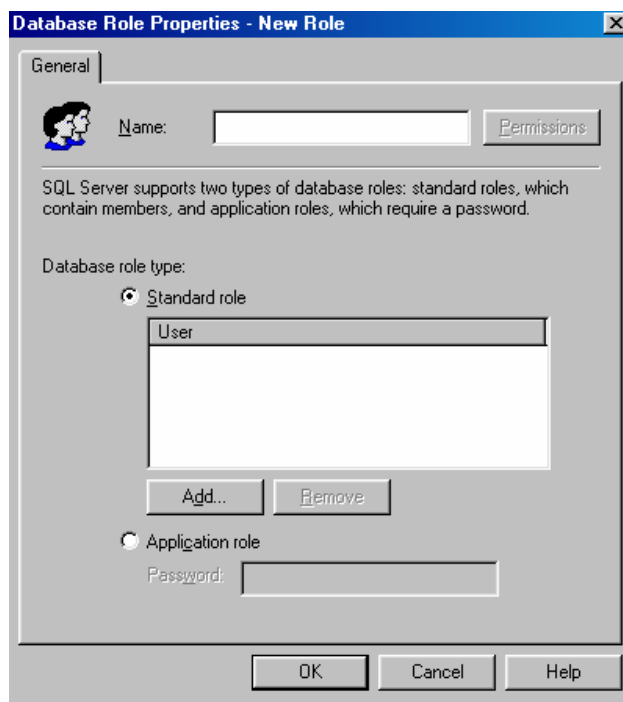 Database Role Properties - New Role
General
Name:
Permissions
SQL Server supports two types of database roles: standard roles, which
contain members, and application roles, which require a password.
Database role type:
Standard role
User
Add...
Remove
Application role
Password:
OK
Cancel
Help